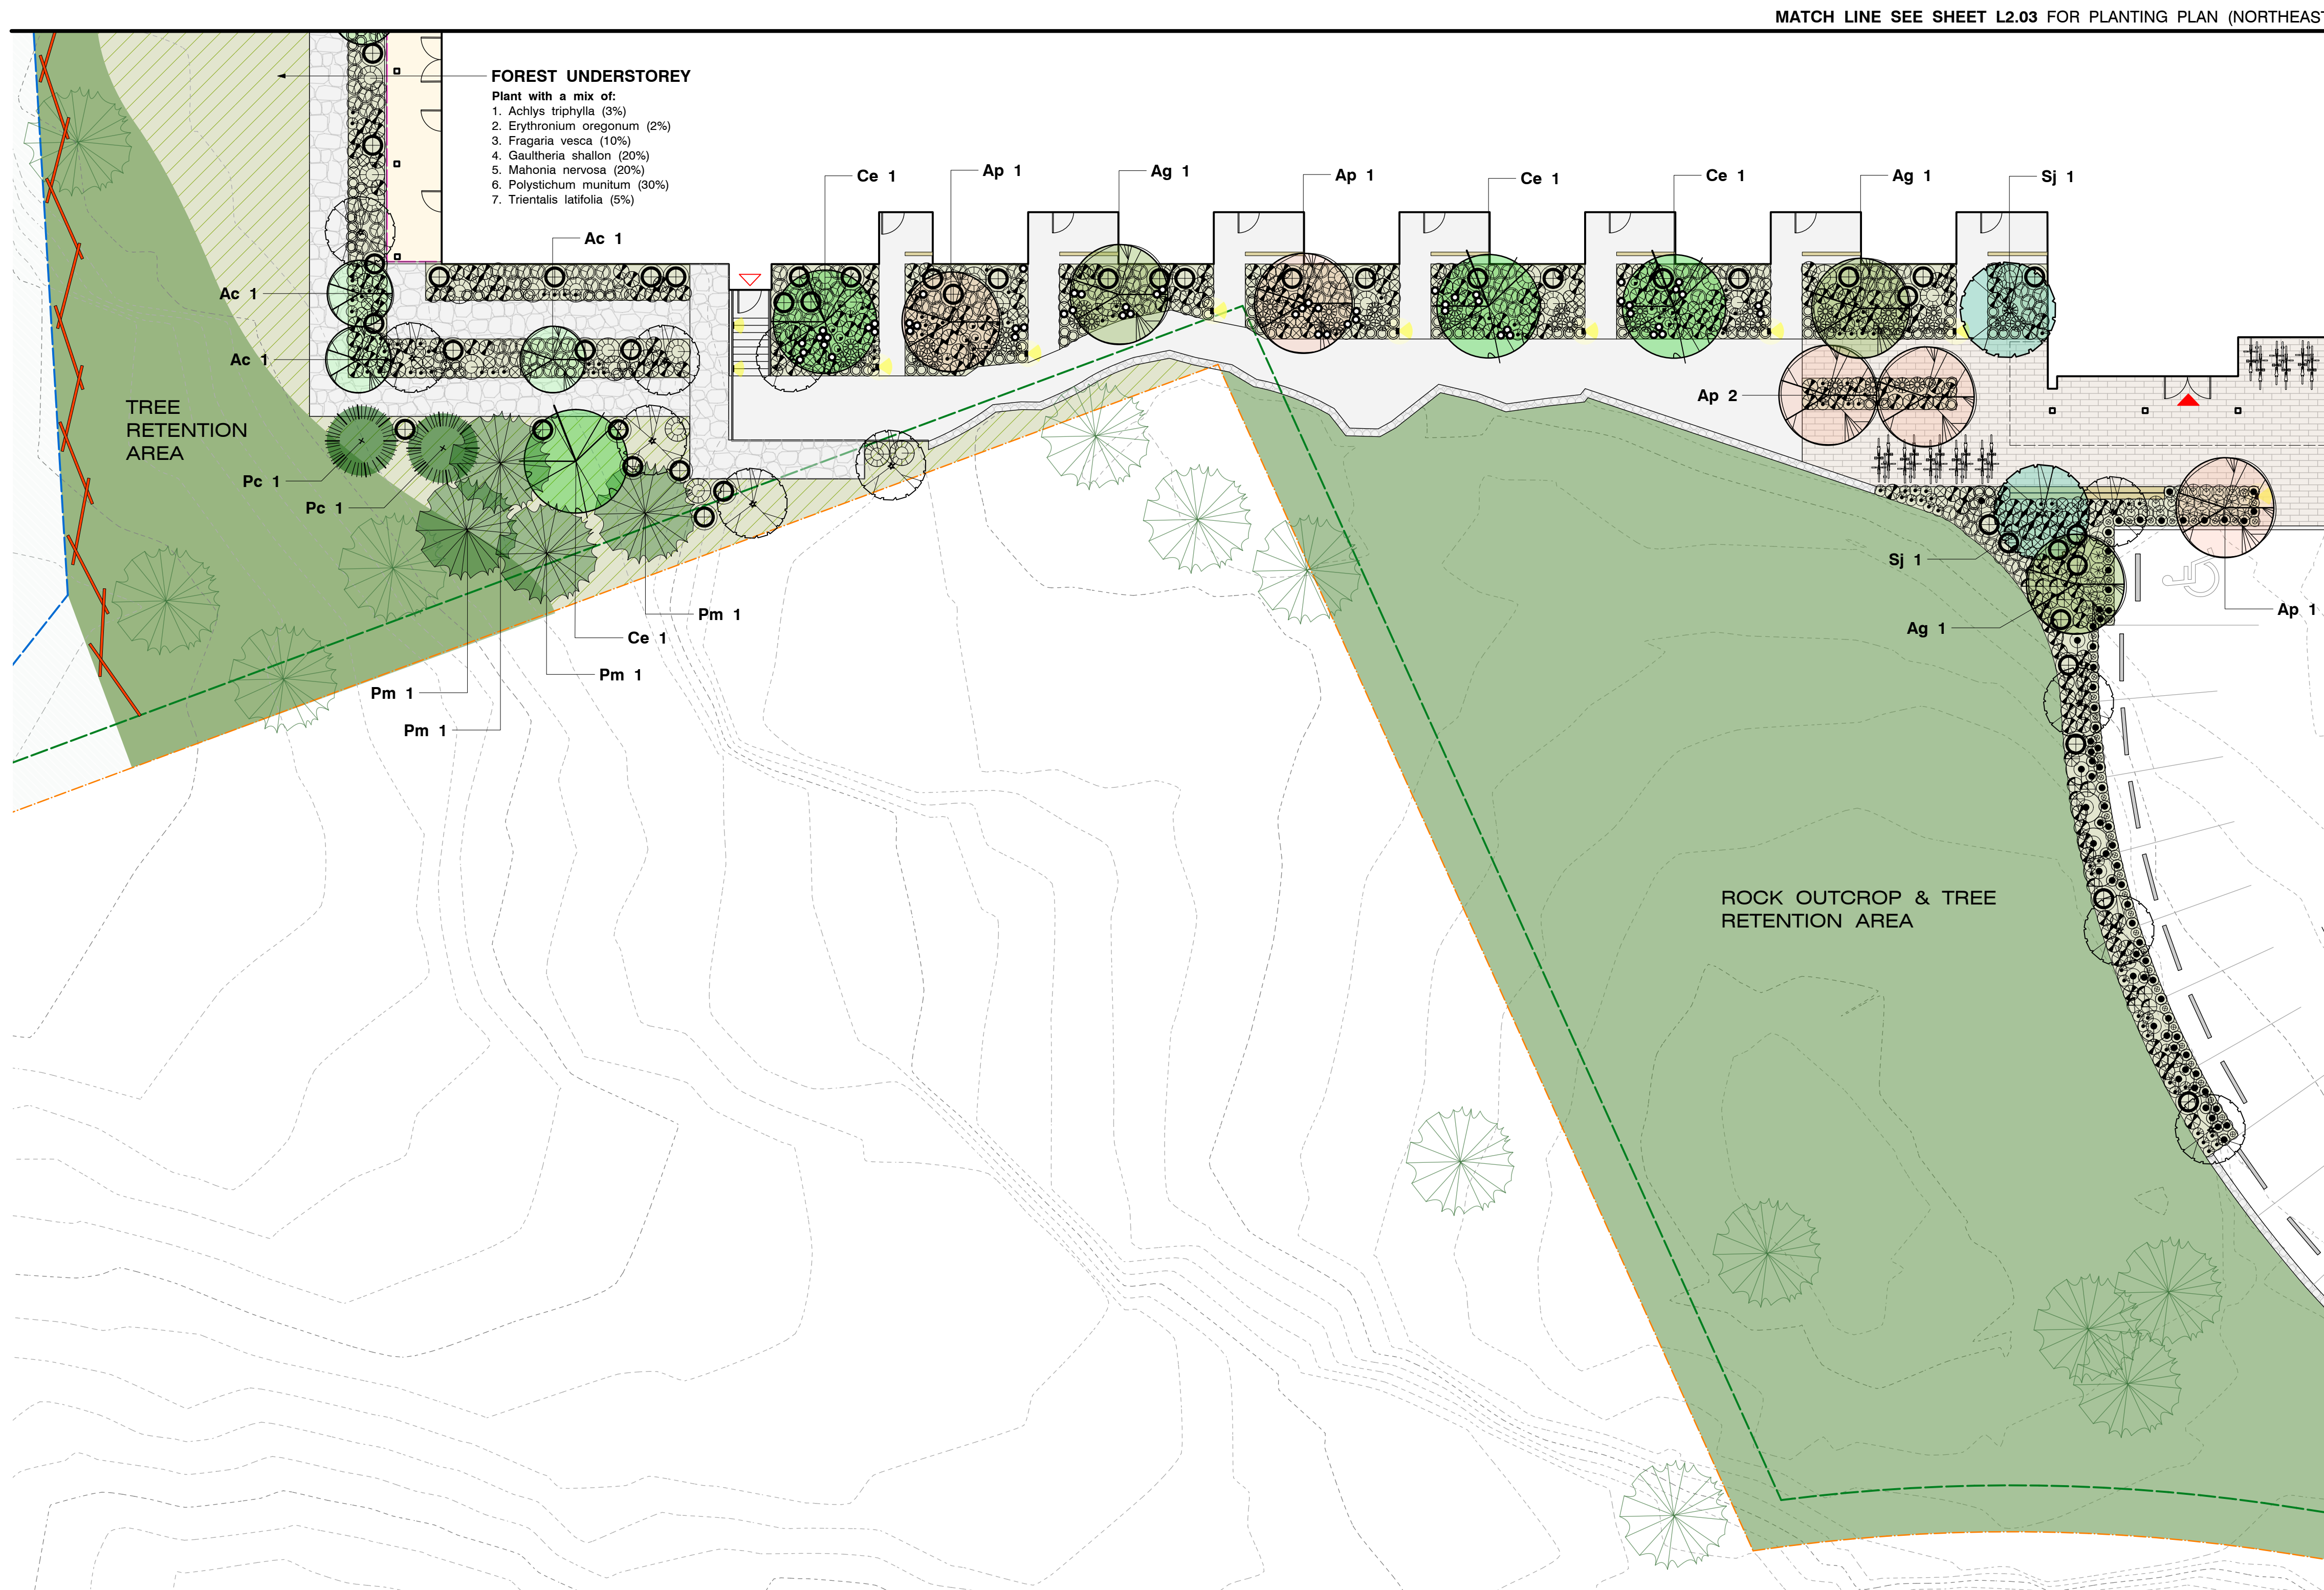 MATCH LINE SEE SHEET L2.03 FOR PLANTING PLAN (NORTHEAST
FOREST UNDERSTOREY
Plant with a mix of:
1. Achlys triphylla (3%)
2. Erythronium oregonum (2%)
3. Fragaria vesca (10%)
4. Gaultheria shallon (20%)
5. Mahonia nervosa (20%)
6. Polystichum munitum (30%)
7. Trientalis latifolia (5%)
Ce 1
Ap 1
Ag 1
Ap 1
Ce 1
Ce 1
Ag 1
Sj 1
Ac 1
Ac 1
Ac 1
Ap 2
TREE
RETENTION
AREA
Pc 1
Pc 1
Sj 1
Ap 1
Pm 1
Ag 1
Ce 1
Pm 1
Pm 1
Pm 1
ROCK OUTCROP & TREE
RETENTION AREA